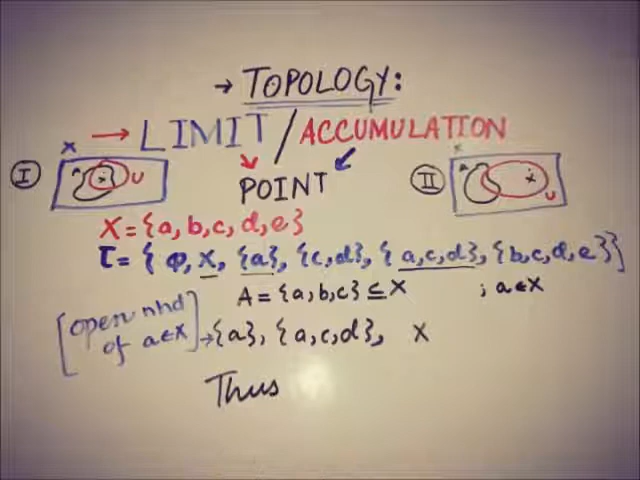 → TOPOLOGY:
→ LIMIT / ACCUMULATION
POINT
I X A x U
II X A x U
X = {a, b, c, d, e}
τ = { φ, X, {a}, {c,d}, {a,c,d}, {b,c,d,e}}
A = {a,b,c} ⊆ X ; a∈X
[open nhd of a∈X] → {a}, {a,c,d}, X
Thus